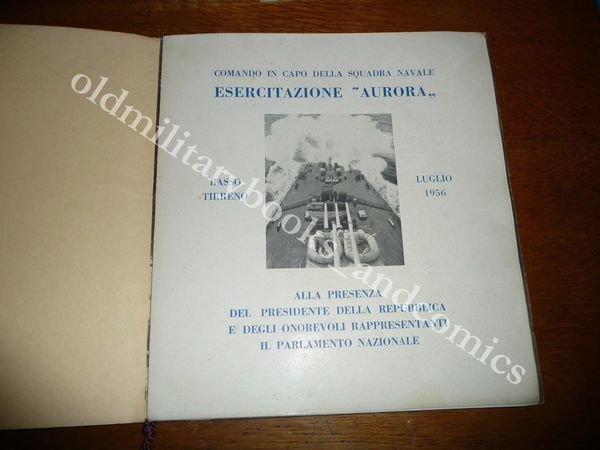 COMANDO IN CAPO DELLA SQUADRA NAVALE
ESERCITAZIONE "AURORA„
BASSO TIRRENO
LUGLIO 1956
ALLA PRESENZA
DEL PRESIDENTE DELLA REPUBBLICA
E DEGLI ONOREVOLI RAPPRESENTANTI
IL PARLAMENTO NAZIONALE
oldmilitarybooks_andcomics